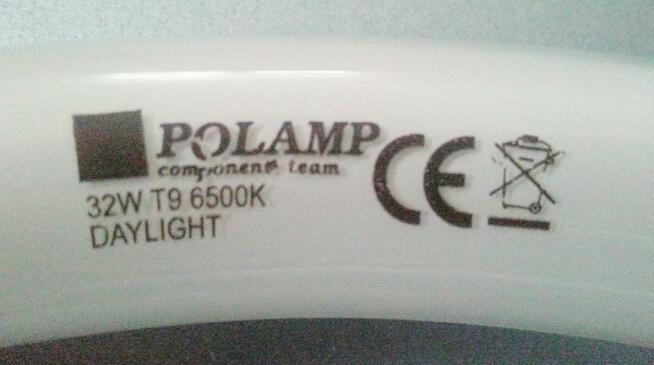 POLAMP
component team
32W T9 6500K
DAYLIGHT
CE